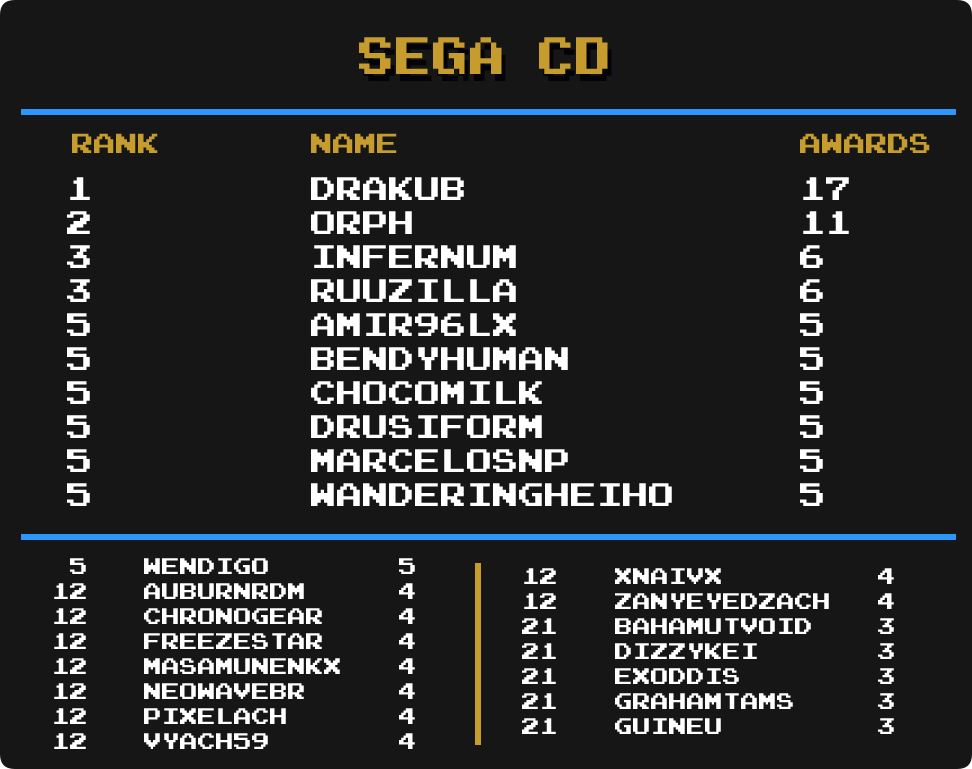 SEGA CD
RANK NAME AWARDS
1 DRAKUB 17
2 ORPH 11
3 INFERNUM 6
3 RUUZILLA 6
5 AMIR96LX 5
5 BENDYHUMAN 5
5 CHOCOMILK 5
5 DRUSIFORM 5
5 MARCELOSNP 5
5 WANDERINGHEIHO 5
5 WENDIGO 5
12 AUBURNRDM 4
12 CHRONOGEAR 4
12 FREEZESTAR 4
12 MASAMUNENKX 4
12 NEOWAVEBR 4
12 PIXELACH 4
12 VYACH59 4
12 XNAIVX 4
12 ZANYEYEDZACH 4
21 BAHAMUTVOID 3
21 DIZZYKEI 3
21 EXODDIS 3
21 GRAHAMTAMS 3
21 GUINEU 3